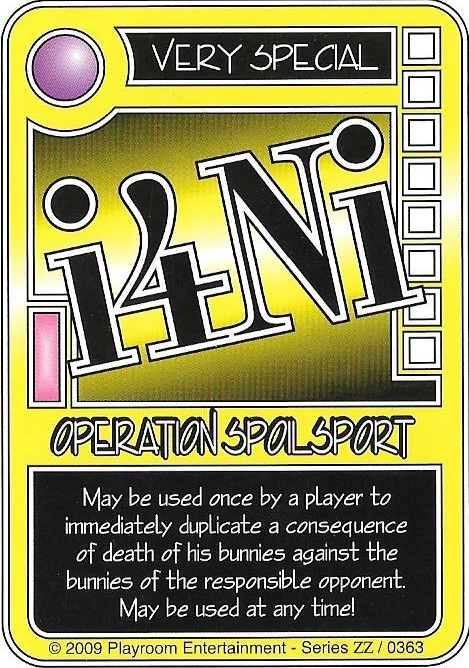 VERY SPECIAL
i4Ni
OPERATION SPOILSPORT
May be used once by a player to
immediately duplicate a consequence
of death of his bunnies against the
bunnies of the responsible opponent.
May be used at any time!
© 2009 Playroom Entertainment - Series ZZ / 0363